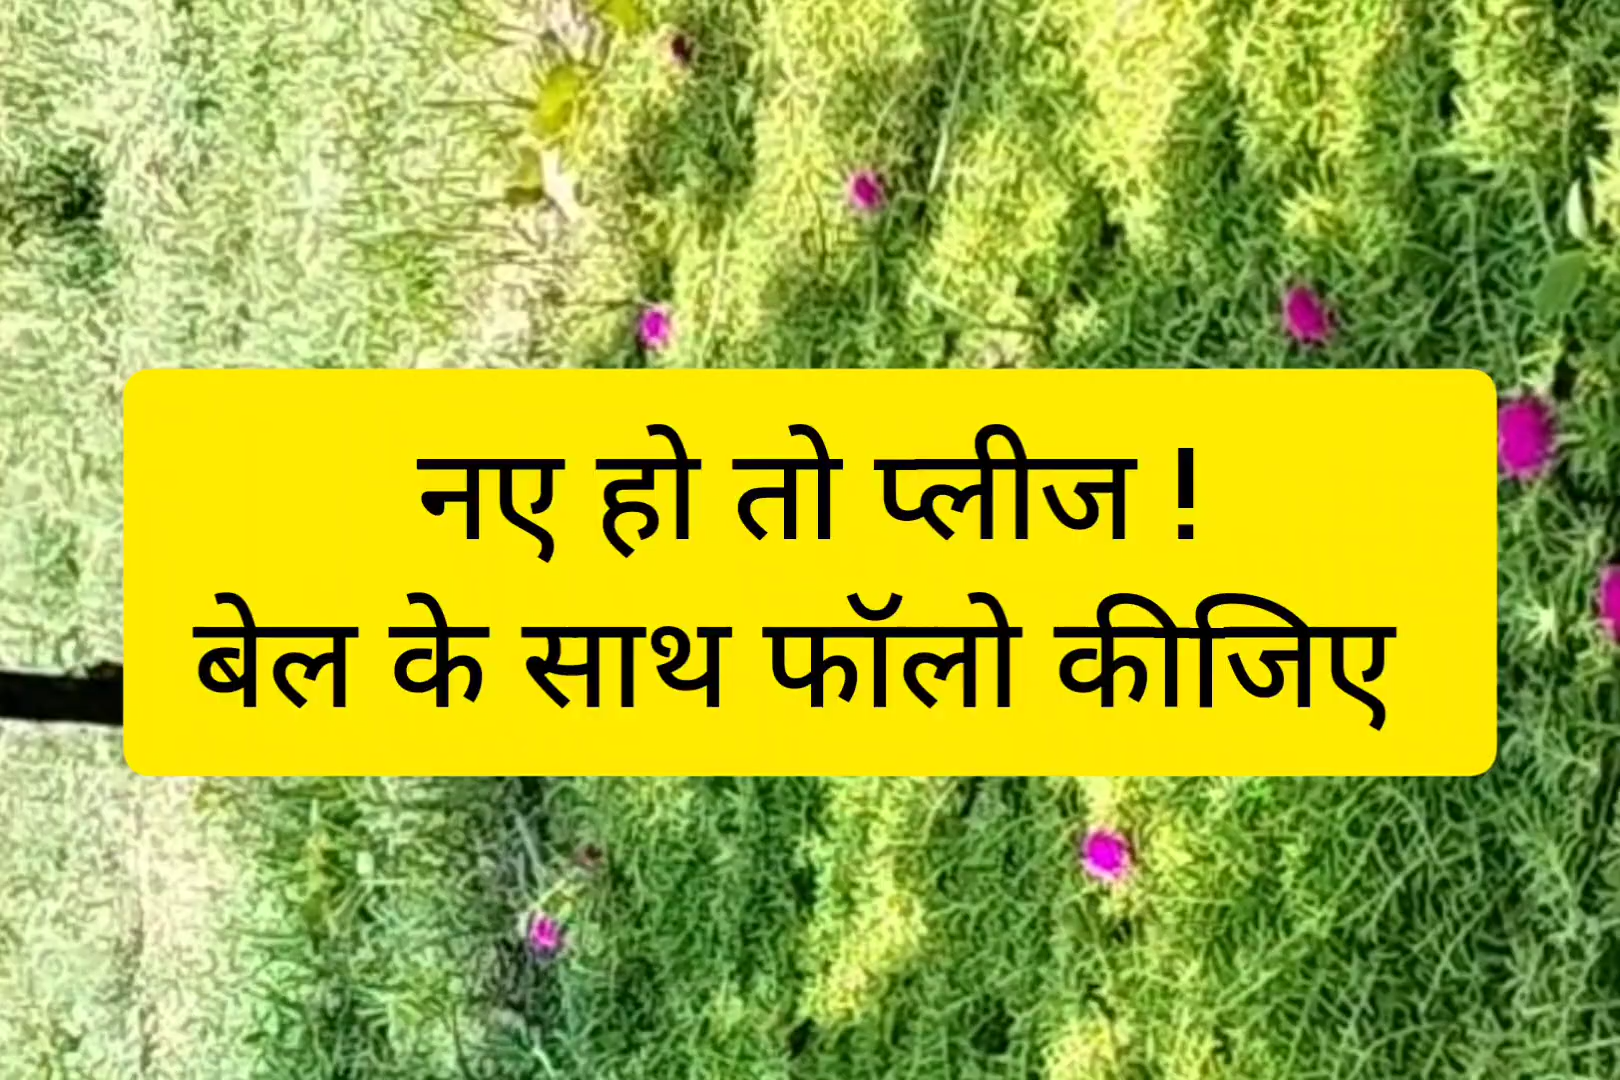 नए हो तो प्लीज !
बेल के साथ फॉलो कीजिए